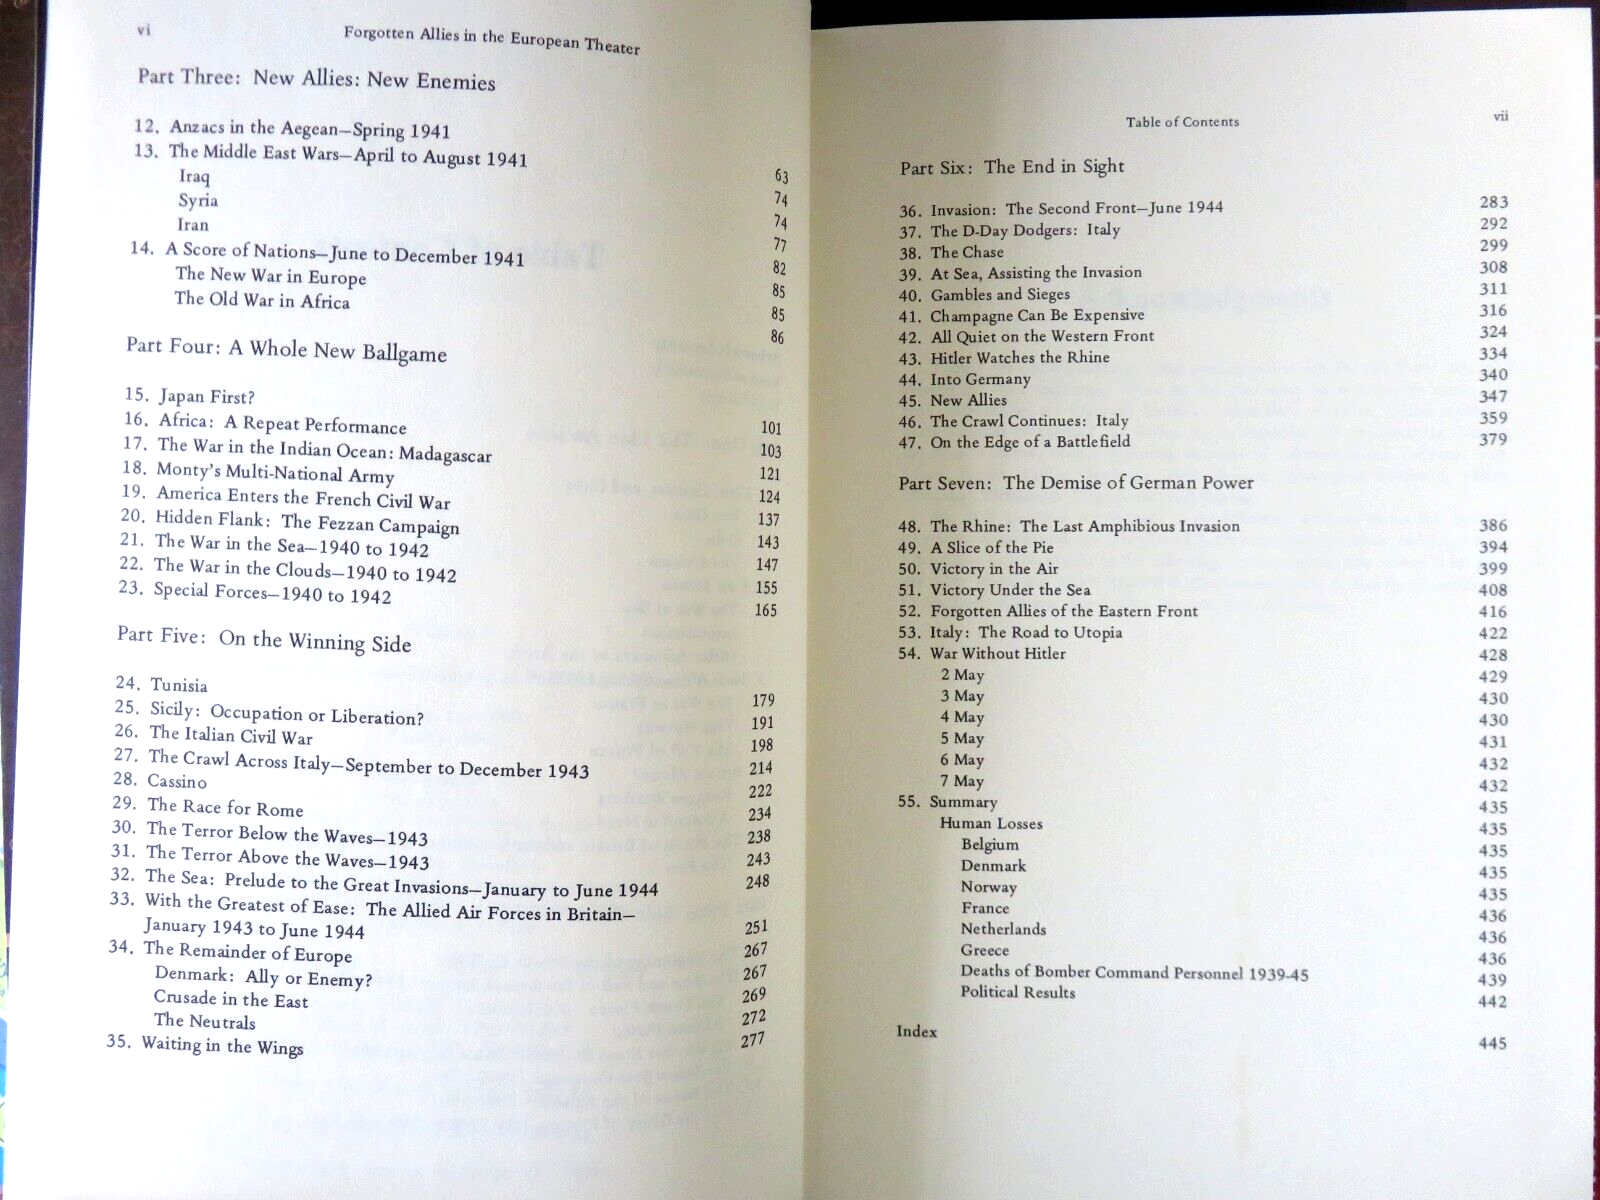 vi Forgotten Allies in the European Theater
Part Three: New Allies: New Enemies
12. Anzacs in the Aegean—Spring 1941 63
13. The Middle East Wars—April to August 1941 74
Iraq 74
Syria 77
Iran 82
14. A Score of Nations—June to December 1941 85
The New War in Europe 85
The Old War in Africa 86
Part Four: A Whole New Ballgame
15. Japan First? 101
16. Africa: A Repeat Performance 103
17. The War in the Indian Ocean: Madagascar 121
18. Monty's Multi-National Army 124
19. America Enters the French Civil War 137
20. Hidden Flank: The Fezzan Campaign 143
21. The War in the Sea—1940 to 1942 147
22. The War in the Clouds—1940 to 1942 155
23. Special Forces—1940 to 1942 165
Part Five: On the Winning Side
24. Tunisia 179
25. Sicily: Occupation or Liberation? 191
26. The Italian Civil War 198
27. The Crawl Across Italy—September to December 1943 214
28. Cassino 222
29. The Race for Rome 234
30. The Terror Below the Waves—1943 238
31. The Terror Above the Waves—1943 243
32. The Sea: Prelude to the Great Invasions—January to June 1944 248
33. With the Greatest of Ease: The Allied Air Forces in Britain—
January 1943 to June 1944 251
34. The Remainder of Europe 267
Denmark: Ally or Enemy? 267
Crusade in the East 269
The Neutrals 272
35. Waiting in the Wings 277
Table of Contents vii
Part Six: The End in Sight
36. Invasion: The Second Front—June 1944 283
37. The D-Day Dodgers: Italy 292
38. The Chase 299
39. At Sea, Assisting the Invasion 308
40. Gambles and Sieges 311
41. Champagne Can Be Expensive 316
42. All Quiet on the Western Front 324
43. Hitler Watches the Rhine 334
44. Into Germany 340
45. New Allies 347
46. The Crawl Continues: Italy 359
47. On the Edge of a Battlefield 379
Part Seven: The Demise of German Power
48. The Rhine: The Last Amphibious Invasion 386
49. A Slice of the Pie 394
50. Victory in the Air 399
51. Victory Under the Sea 408
52. Forgotten Allies of the Eastern Front 416
53. Italy: The Road to Utopia 422
54. War Without Hitler 428
2 May 429
3 May 430
4 May 430
5 May 431
6 May 432
7 May 432
55. Summary 435
Human Losses 435
Belgium 435
Denmark 435
Norway 435
France 436
Netherlands 436
Greece 436
Deaths of Bomber Command Personnel 1939-45 439
Political Results 442
Index 445